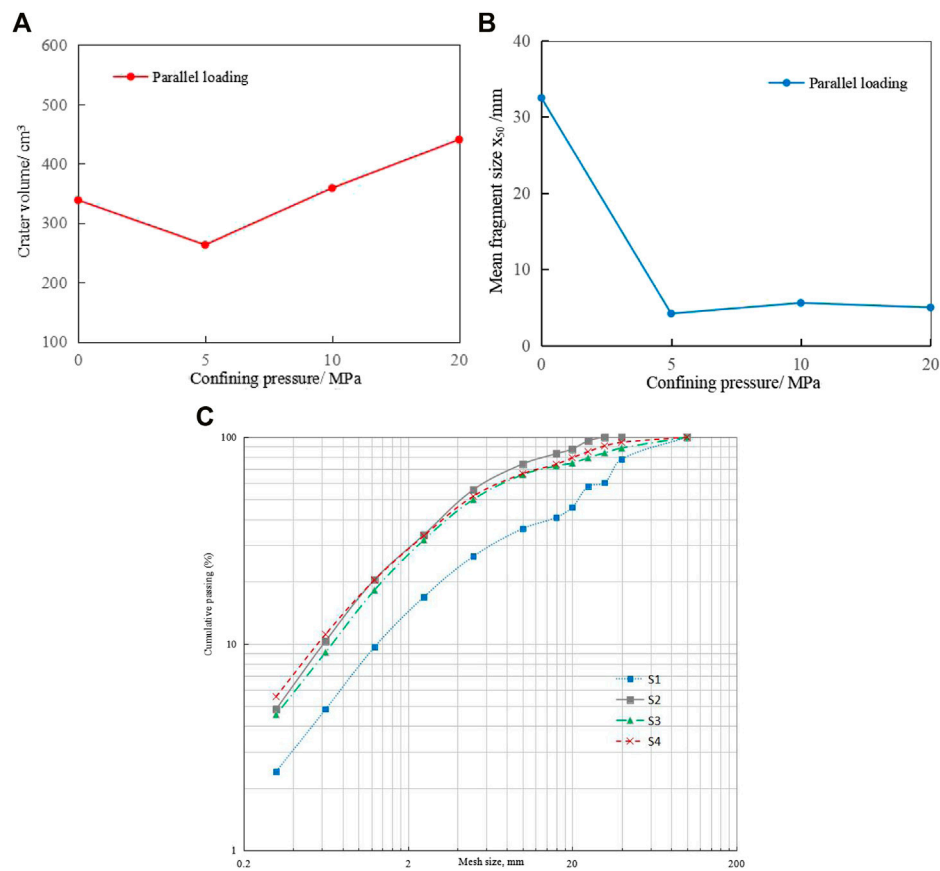 A
600
500
400
300
200
100
0
5
10
20
Crater volume/ cm³
Confining pressure/ MPa
Parallel loading
B
40
30
20
10
0
0
5
10
20
Mean fragment size x₅₀ /mm
Confining pressure/ MPa
Parallel loading
C
100
10
1
0.2
2
20
200
Cumulative passing (%)
Mesh size, mm
S1
S2
S3
S4